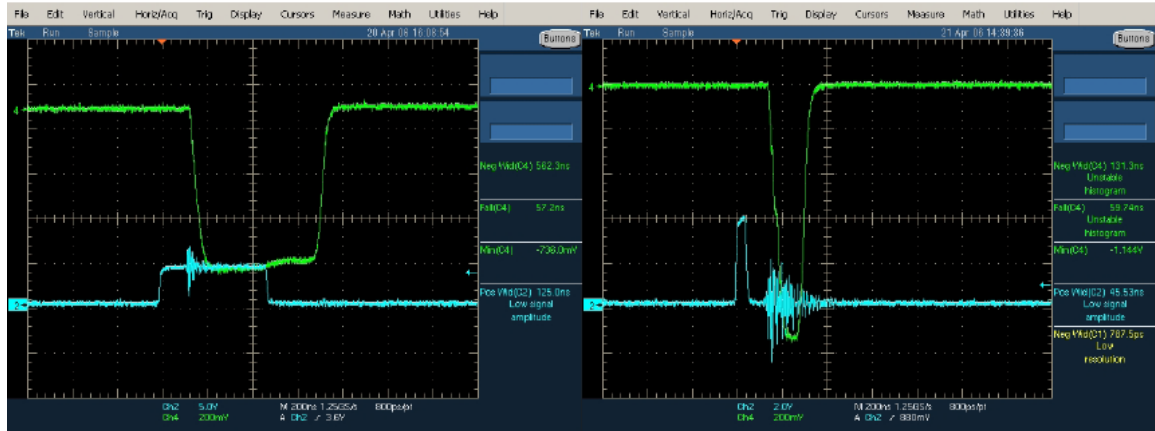 File Edit Vertical Horiz/Acq Trig Display Cursors Measure Math Utilities Help
Tek Run Sample 20 Apr 06 16:08:54 Buttons
4
Neg Wid(C4) 562.3ns
Fall(C4) 57.2ns
Min(C4) -736.0mV
Pos Wid(C2) 125.0ns
Low signal
amplitude
2
Ch2 5.0V M 200ns 1.25GS/s 800ps/pt
Ch4 200mV A Ch2 / 3.6V
File Edit Vertical Horiz/Acq Trig Display Cursors Measure Math Utilities Help
Tek Run Sample 21 Apr 06 14:39:36 Buttons
4
Neg Wid(C4) 131.3ns
Unstable
histogram
Fall(C4) 59.74ns
Unstable
histogram
Min(C4) -1.144V
Pos Wid(C2) 45.53ns
Low signal
amplitude
Neg Wid(C1) 787.5ps
Low
resolution
2
Ch2 2.0V M 200ns 1.25GS/s 800ps/pt
Ch4 200mV A Ch2 / 880mV